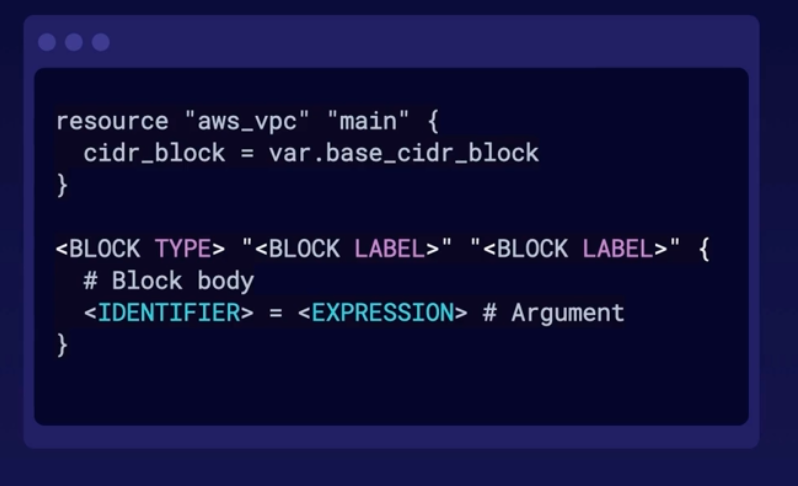 resource "aws_vpc" "main" {
  cidr_block = var.base_cidr_block
}

<BLOCK TYPE> "<BLOCK LABEL>" "<BLOCK LABEL>" {
  # Block body
  <IDENTIFIER> = <EXPRESSION> # Argument
}